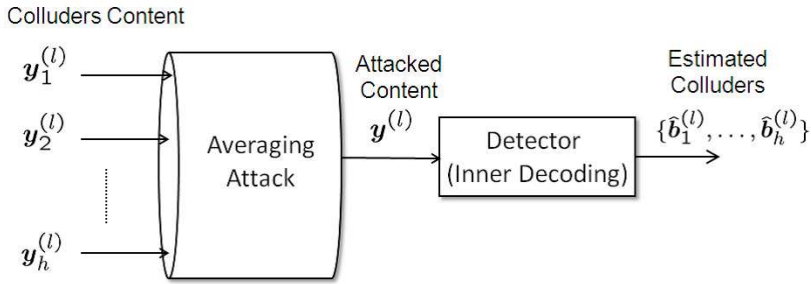 Colluders Content
y_1^{(l)}
y_2^{(l)}
y_h^{(l)}
Averaging
Attack
Attacked
Content
y^{(l)}
Detector
(Inner Decoding)
Estimated
Colluders
{\hat{b}_1^{(l)}, ..., \hat{b}_h^{(l)}}